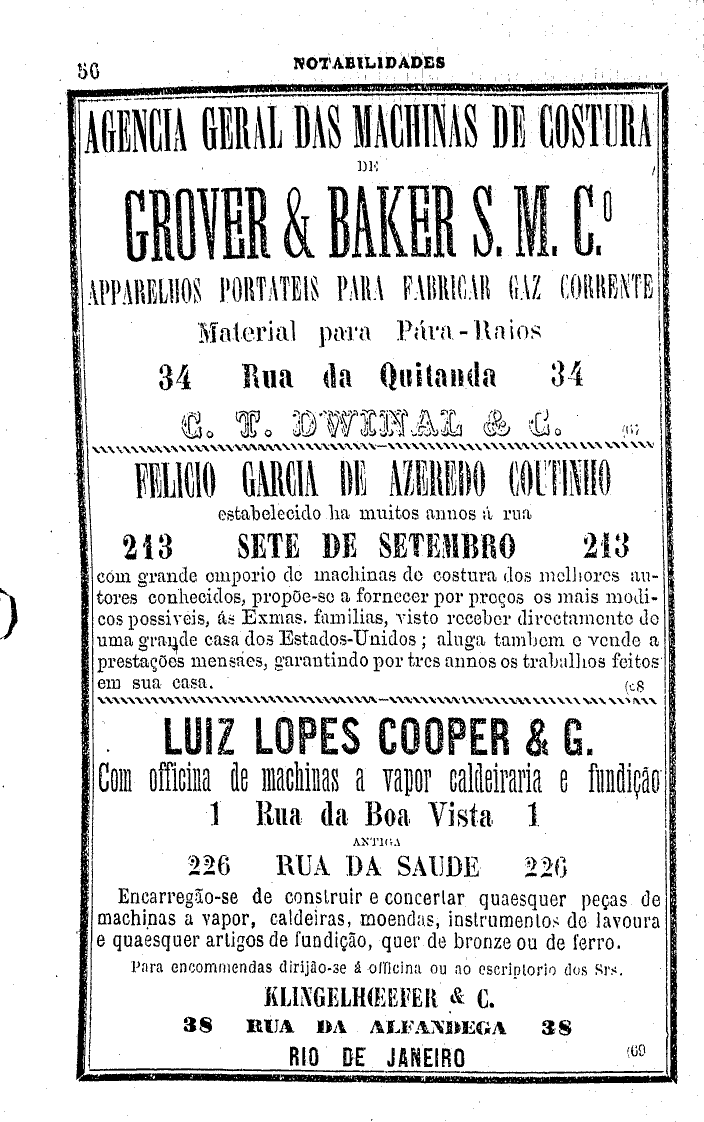 56
NOTABILIDADES
AGENCIA GERAL DAS MACHINAS DE COSTURA
DE
GROVER & BAKER S. M. C.º
APPARELHOS PORTATEIS PARA FABRICAR GAZ CORRENTE
Material para Pára-Raios
34 Rua da Quitanda 34
C. T. DWINAL & C.
(67
FELICIO GARCIA DE AZEREDO COUTINHO
estabelecido ha muitos annos á rua
213 SETE DE SETEMBRO 213
com grande emporio de machinas de costura dos melhores au-
tores conhecidos, propõe-se a fornecer por preços os mais modi-
cos possiveis, ás Exmas. familias, visto receber directamente de
uma grande casa dos Estados-Unidos; aluga tambem e vende a
prestações mensaes, garantindo por tres annos os trabalhos feitos
em sua casa.
(68
LUIZ LOPES COOPER & G.
Com officina de machinas a vapor caldeiraria e fundição
1 Rua da Boa Vista 1
ANTIGA
226 RUA DA SAUDE 226
Encarregão-se de construir e concertar quaesquer peças de
machinas a vapor, caldeiras, moendas, instrumentos de lavoura
e quaesquer artigos de fundição, quer de bronze ou de ferro.
Para encommendas dirijão-se á officina ou ao escriptorio dos Srs.
KLINGELHŒEFER & C.
38 RUA DA ALFANDEGA 38
RIO DE JANEIRO
(69